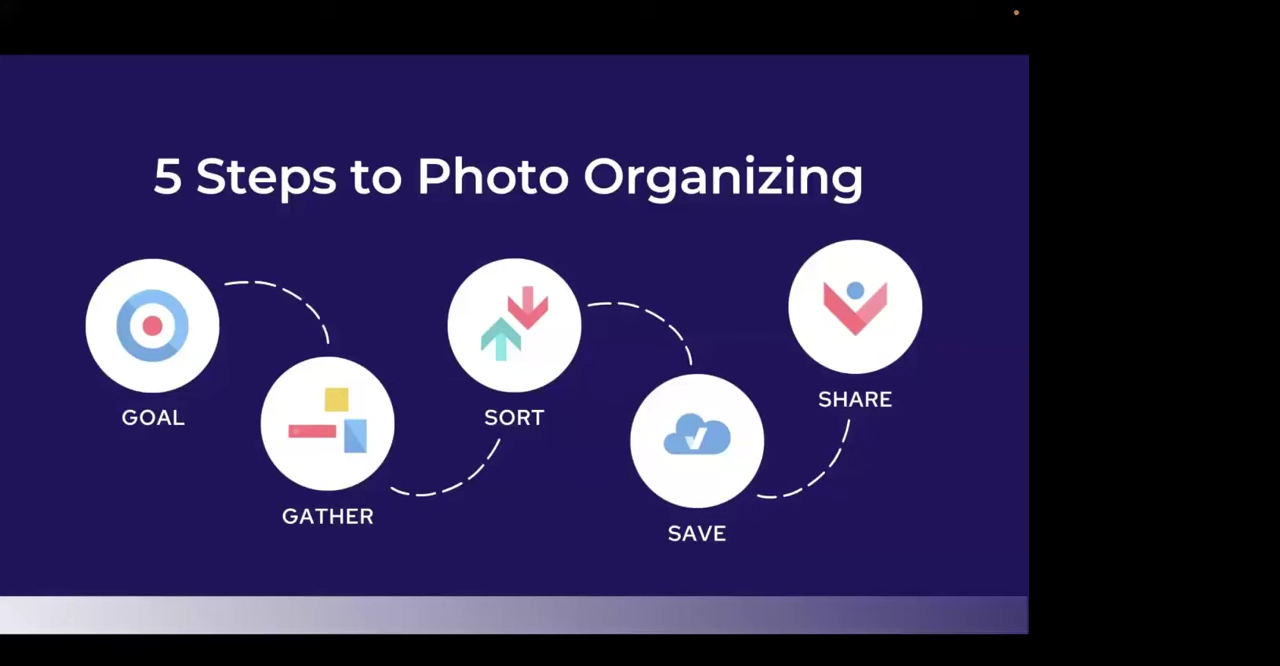 5 Steps to Photo Organizing
GOAL
GATHER
SORT
SAVE
SHARE